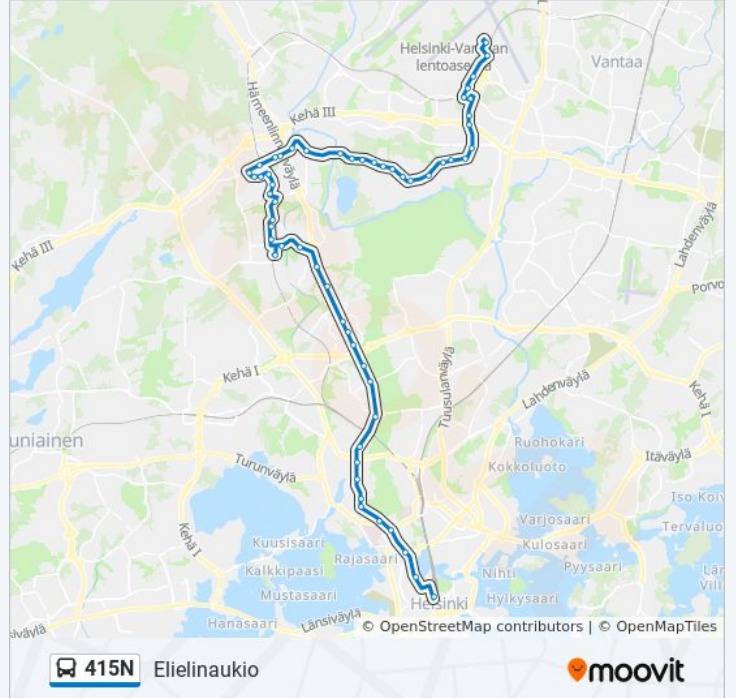 Helsinki-Vantaan
lentoasema
Vantaa
Hämeenlinnanväylä
Kehä III
Lahdenväylä
Kehä III
Porvo
Tuusulanväylä
Kehä I
Lahdenväylä
Kehä I
uniainen
Ruohokari
Kokkoluoto
Itäväylä
Turunväylä
Iso Koiv
Varjosaari
Kulosaari
Tervaluo
Kehä I
Kuusisaari
Rajasaari
Kalkkipaasi
Nihti
Pyysaari
Mustasaari
Hylkysaari
Helsinki
Hanasaari
Länsiväylä
© OpenStreetMap contributors | © OpenMapTiles
415N Elielinaukio
moovit